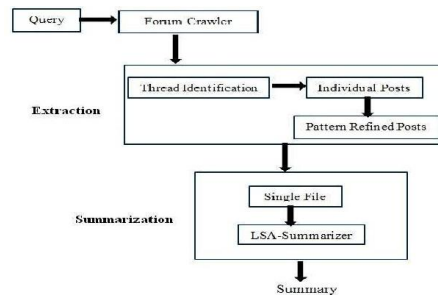 Query
Forum Crawler
Thread Identification
Individual Posts
Extraction
Pattern Refined Posts
Single File
Summarization
LSA-Summarizer
Summary